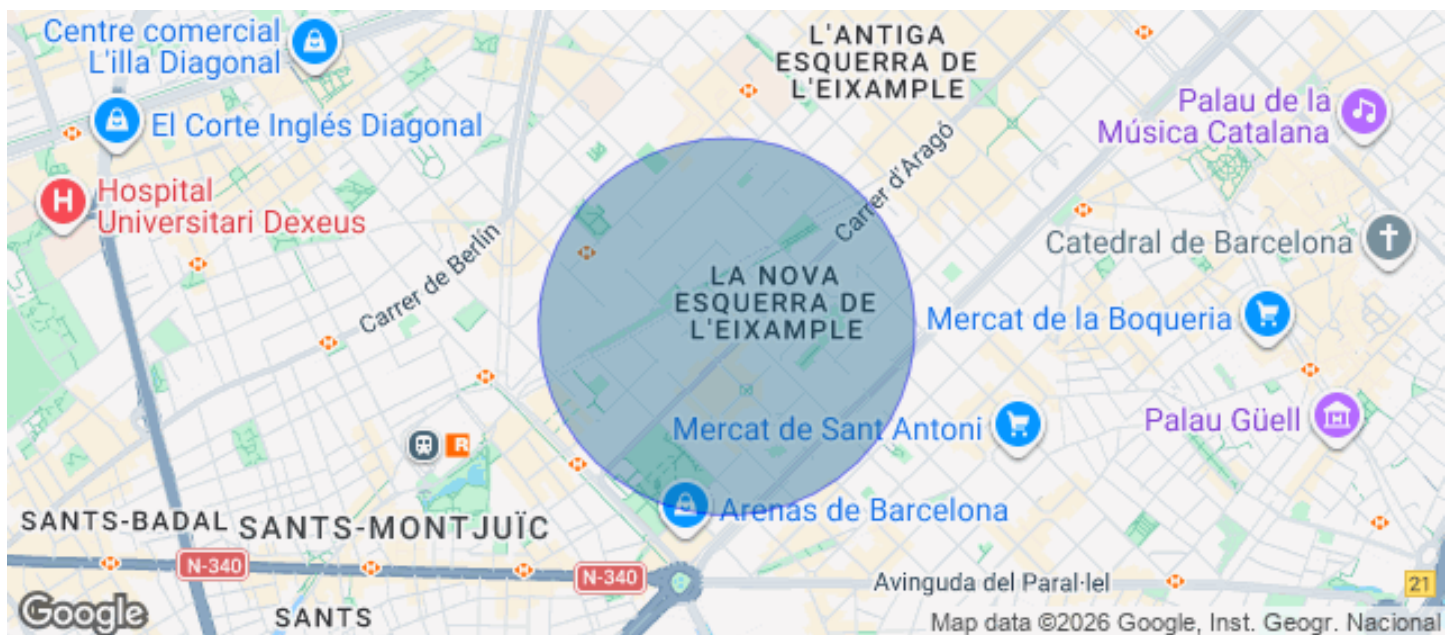 Centre comercial
L'illa Diagonal
L'ANTIGA
ESQUERRA DE
L'EIXAMPLE
El Corte Inglés Diagonal
Palau de la
Música Catalana
H
Hospital
Universitari Dexeus
Carrer d'Aragó
Carrer de Berlín
Catedral de Barcelona
LA NOVA
ESQUERRA DE
L'EIXAMPLE
Mercat de la Boqueria
Mercat de Sant Antoni
Palau Güell
R
Arenas de Barcelona
SANTS-BADAL
SANTS-MONTJUÏC
N-340
N-340
Avinguda del Paral·lel
21
Google
SANTS
Map data ©2026 Google, Inst. Geogr. Nacional